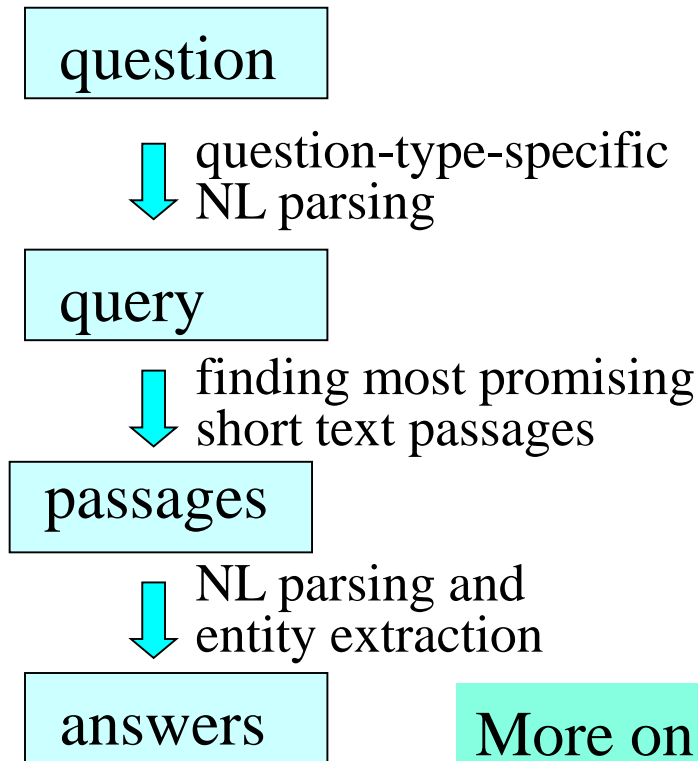 question
question-type-specific
NL parsing
query
finding most promising
short text passages
passages
NL parsing and
entity extraction
answers
More on